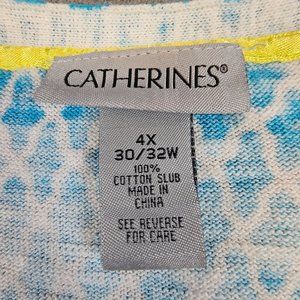 CATHERINES®
4X
30/32W
100%
COTTON SLUB
MADE IN
CHINA
SEE REVERSE
FOR CARE